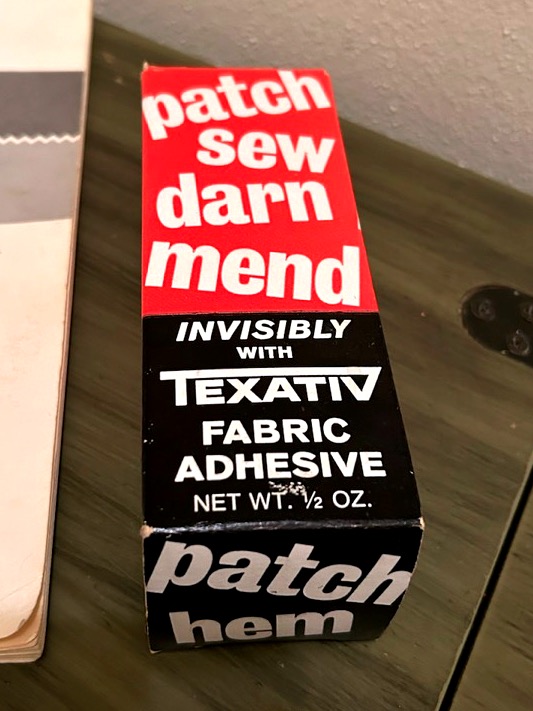 patch
sew
darn
mend
INVISIBLY
WITH
TEXATIV
FABRIC
ADHESIVE
NET WT. ½ OZ.
patch
hem